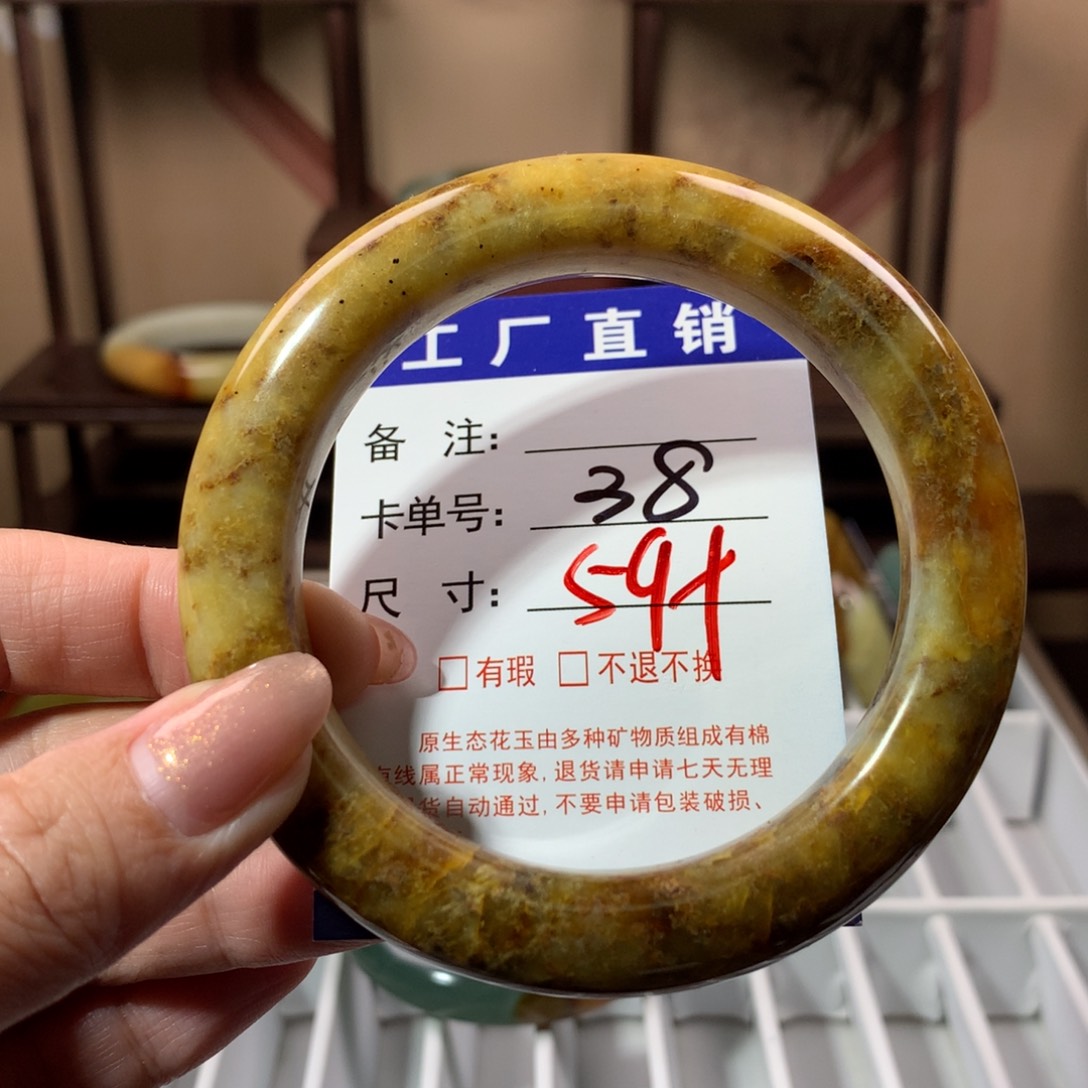 工厂直销
备 注:
卡单号: 38
尺 寸: 59+
□有瑕 □不退不换
原生态花玉由多种矿物质组成有棉
有线属正常现象,退货请申请七天无理
货自动通过,不要申请包装破损、